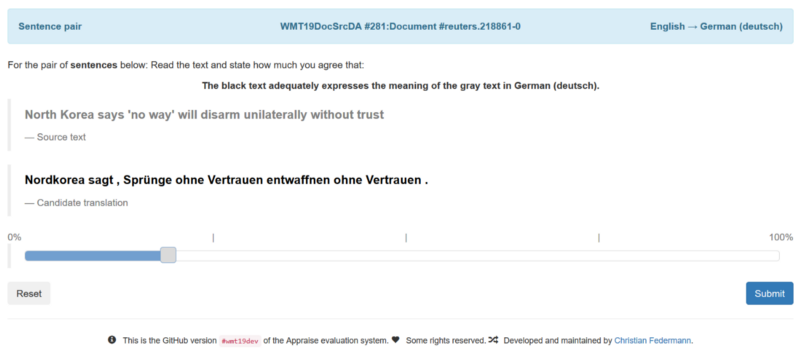 Sentence pair WMT19DocSrcDA #281:Document #reuters.218861-0 English → German (deutsch)
For the pair of sentences below: Read the text and state how much you agree that:
The black text adequately expresses the meaning of the gray text in German (deutsch).
North Korea says 'no way' will disarm unilaterally without trust
— Source text
Nordkorea sagt , Sprünge ohne Vertrauen entwaffnen ohne Vertrauen .
— Candidate translation
0% | | | 100%
Reset Submit
This is the GitHub version #wmt19dev of the Appraise evaluation system. ♥ Some rights reserved. Developed and maintained by Christian Federmann.